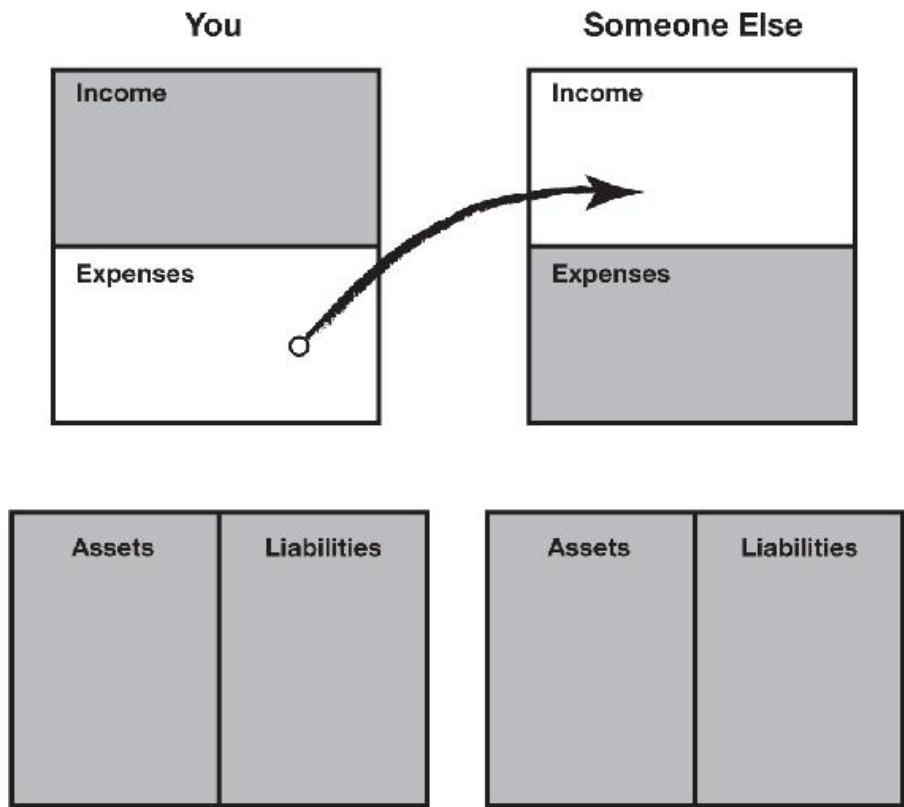 You
Someone Else
Income
Income
Expenses
Expenses
Assets
Liabilities
Assets
Liabilities